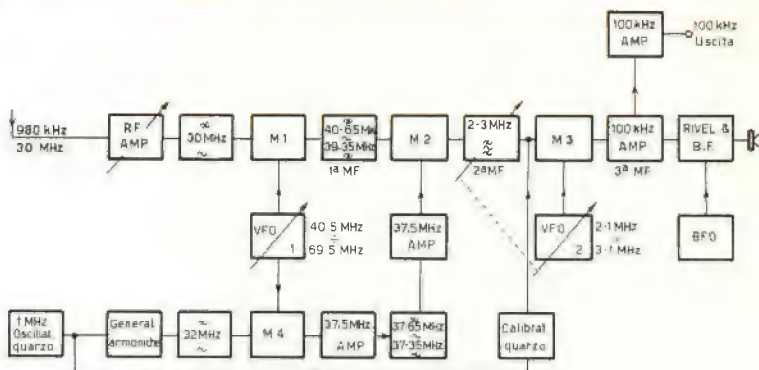 100 kHz
AMP
100 kHz
Uscita
980 kHz
30 MHz
RF
AMP
30MHz
M 1
40-65MHz
39-35MHz
1ª MF
M 2
2-3 MHz
2ª MF
M 3
100 kHz
AMP
3ª MF
RIVEL &
B.F.
VFO
1
40 5 MHz
÷
69 5 MHz
37.5MHz
AMP
VFO
2
2-1 MHz
÷
3-1 MHz
BFO
1 MHz
Oscillat.
quarzo
General
armoniche
32MHz
M 4
37.5MHz
AMP
37-65MHz
37-35MHz
Calibrat
quarzo